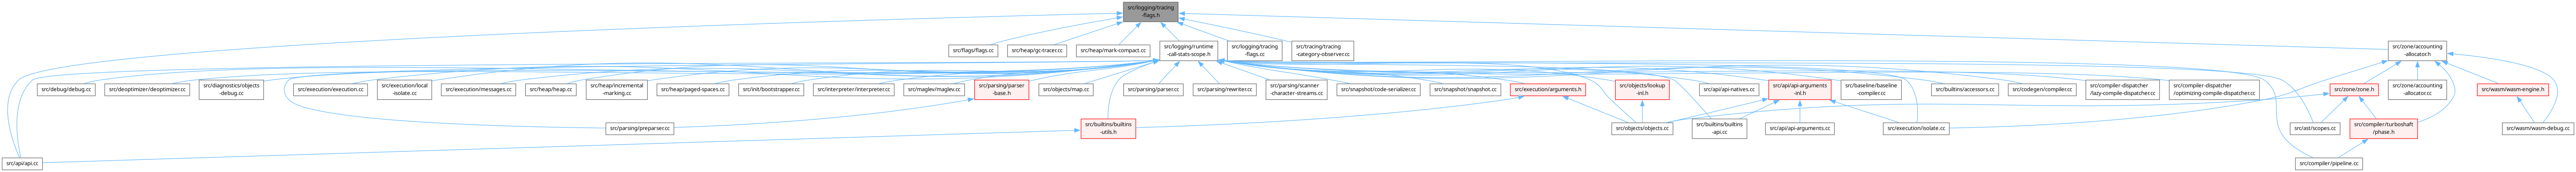 src/logging/tracing
-flags.h
src/flags/flags.cc
src/heap/gc-tracer.cc
src/heap/mark-compact.cc
src/logging/runtime
-call-stats-scope.h
src/logging/tracing
-flags.cc
src/tracing/tracing
-category-observer.cc
src/zone/accounting
-allocator.h
src/debug/debug.cc
src/deoptimizer/deoptimizer.cc
src/diagnostics/objects
-debug.cc
src/execution/execution.cc
src/execution/local
-isolate.cc
src/execution/messages.cc
src/heap/heap.cc
src/heap/incremental
-marking.cc
src/heap/paged-spaces.cc
src/init/bootstrapper.cc
src/interpreter/interpreter.cc
src/maglev/maglev.cc
src/parsing/parser
-base.h
src/objects/map.cc
src/parsing/parser.cc
src/parsing/rewriter.cc
src/parsing/scanner
-character-streams.cc
src/snapshot/code-serializer.cc
src/snapshot/snapshot.cc
src/execution/arguments.h
src/objects/lookup
-inl.h
src/api/api-natives.cc
src/api/api-arguments
-inl.h
src/baseline/baseline
-compiler.cc
src/builtins/accessors.cc
src/codegen/compiler.cc
src/compiler-dispatcher
/lazy-compile-dispatcher.cc
src/compiler-dispatcher
/optimizing-compile-dispatcher.cc
src/zone/zone.h
src/zone/accounting
-allocator.cc
src/wasm/wasm-engine.h
src/parsing/preparser.cc
src/builtins/builtins
-utils.h
src/objects/objects.cc
src/builtins/builtins
-api.cc
src/api/api-arguments.cc
src/execution/isolate.cc
src/ast/scopes.cc
src/compiler/turboshaft
/phase.h
src/wasm/wasm-debug.cc
src/api/api.cc
src/compiler/pipeline.cc